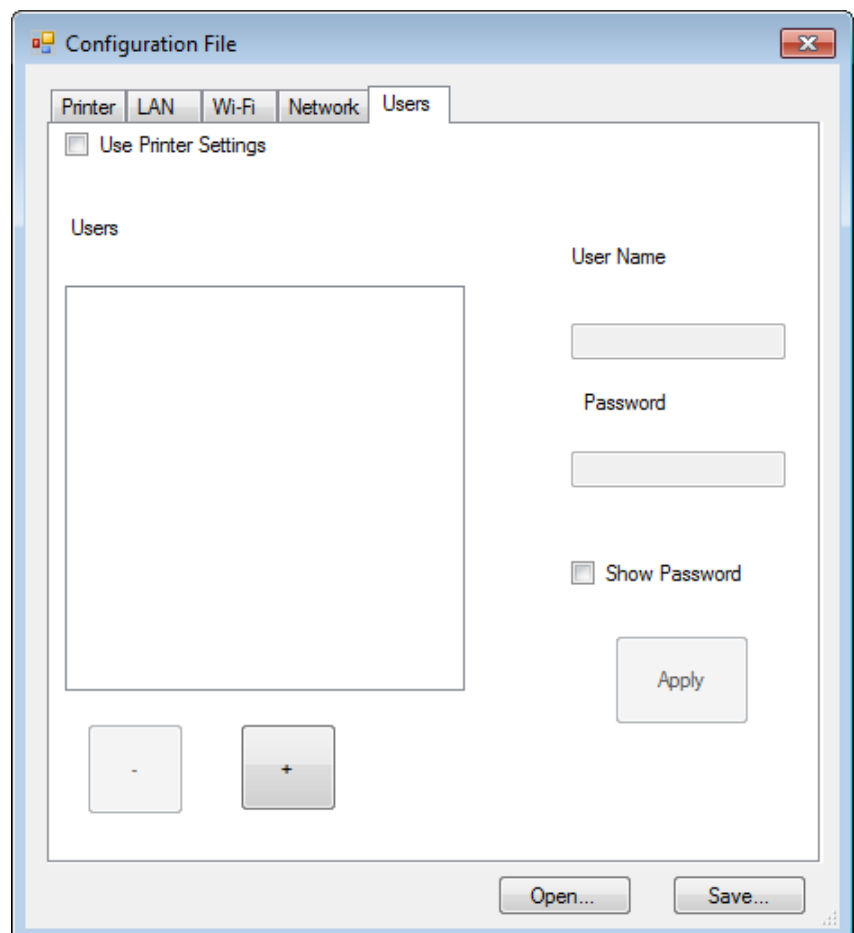 Configuration File
Printer LAN Wi-Fi Network Users
Use Printer Settings
Users
User Name
Password
Show Password
Apply
- +
Open... Save...